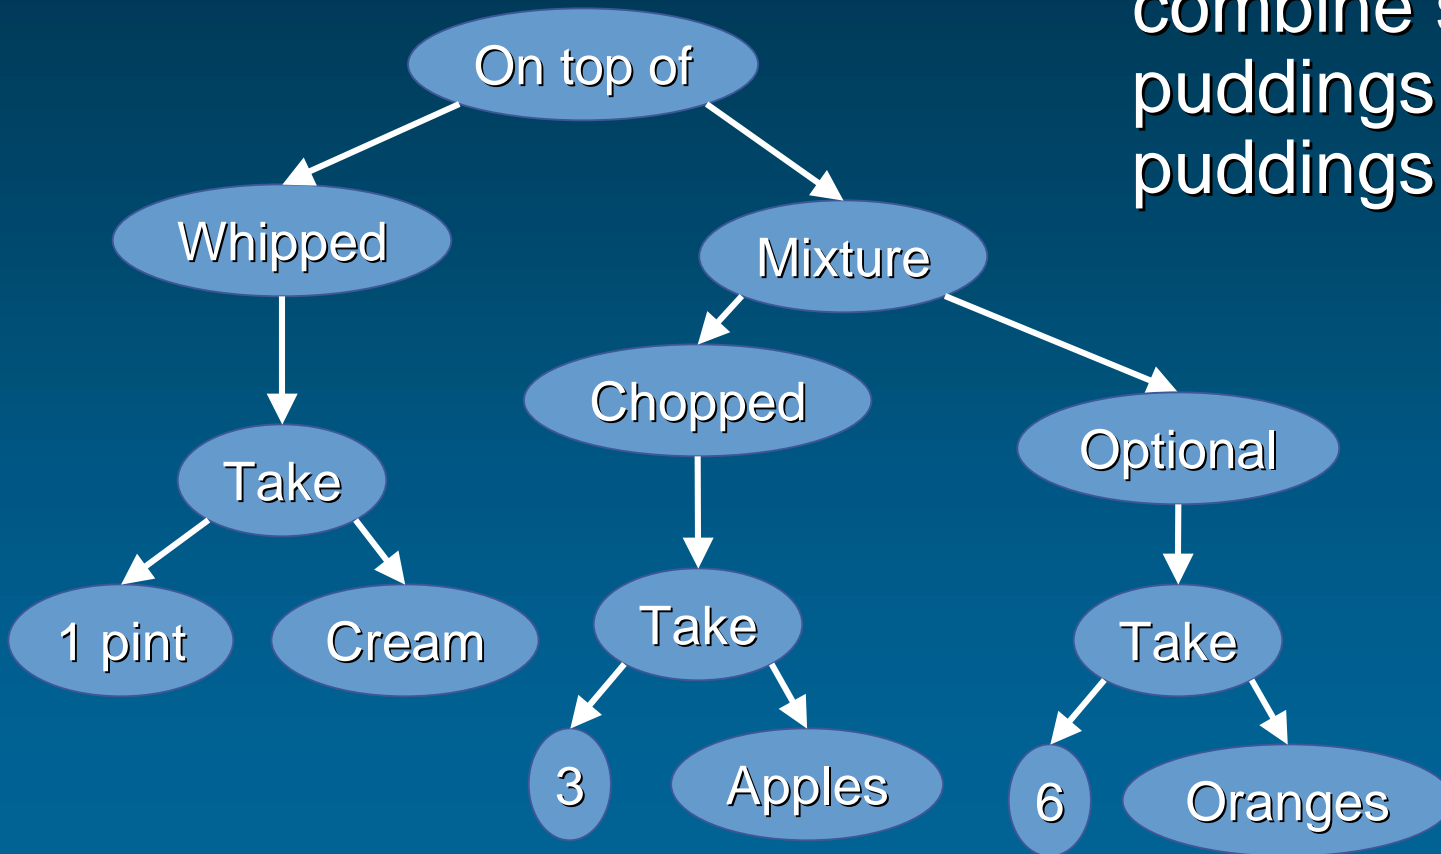 combine
puddings
puddings
On top of
Whipped
Mixture
Chopped
Optional
Take
Take
Take
1 pint
Cream
3
Apples
6
Oranges